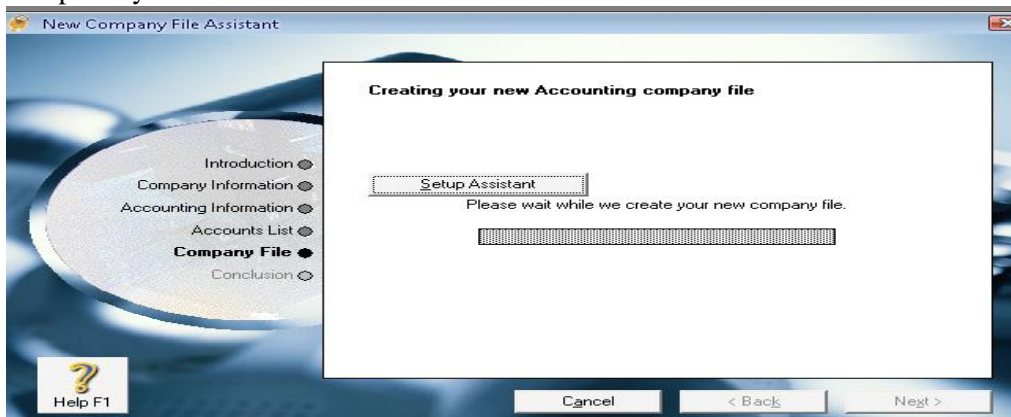 New Company File Assistant
Creating your new Accounting company file
Introduction
Company Information
Accounting Information
Accounts List
Company File
Conclusion
Setup Assistant
Please wait while we create your new company file.
?
Help F1
Cancel
< Back
Next >